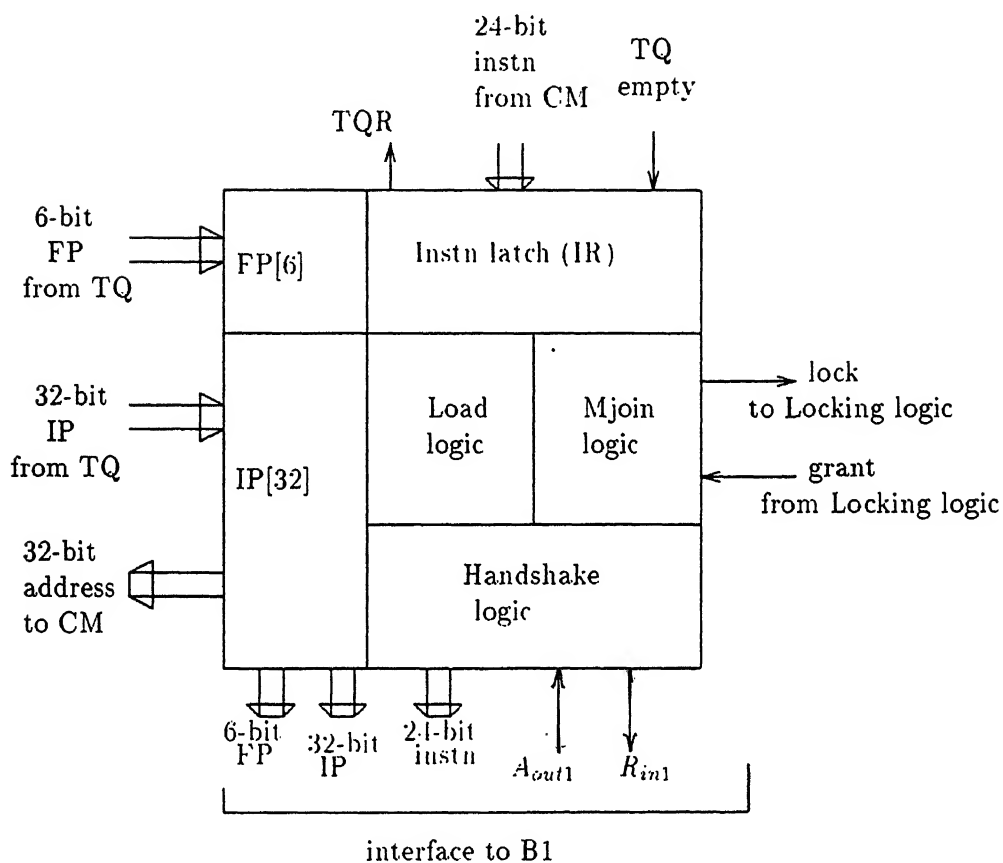 24-bit
instn
from CM
TQ
empty
TQR
6-bit
FP
from TQ
FP[6]
Instn latch (IR)
32-bit
IP
from TQ
IP[32]
Load
logic
Mjoin
logic
lock
to Locking logic
grant
from Locking logic
32-bit
address
to CM
Handshake
logic
6-bit
FP
32-bit
IP
24-bit
instn
A_out1
R_in1
interface to B1